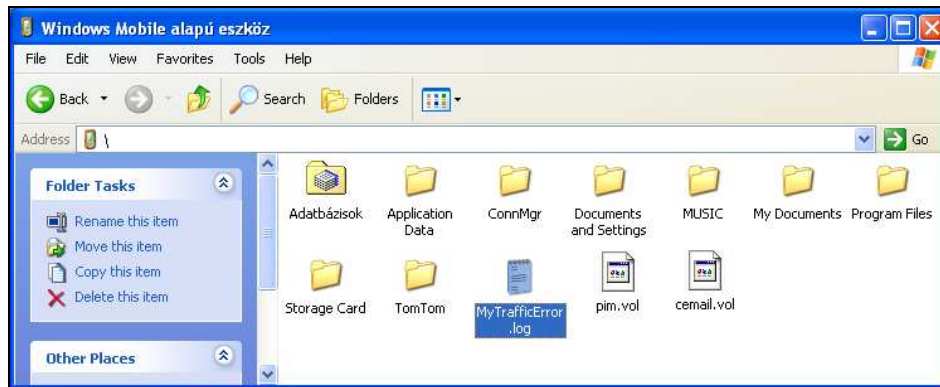 Windows Mobile alapú eszköz
File Edit View Favorites Tools Help
Back Search Folders
Address \ Go
Folder Tasks
Rename this item
Move this item
Copy this item
Delete this item
Other Places
Adatbázisok Application Data ConnMgr Documents and Settings MUSIC My Documents Program Files
Storage Card TomTom MyTrafficError.log pim.vol cemail.vol